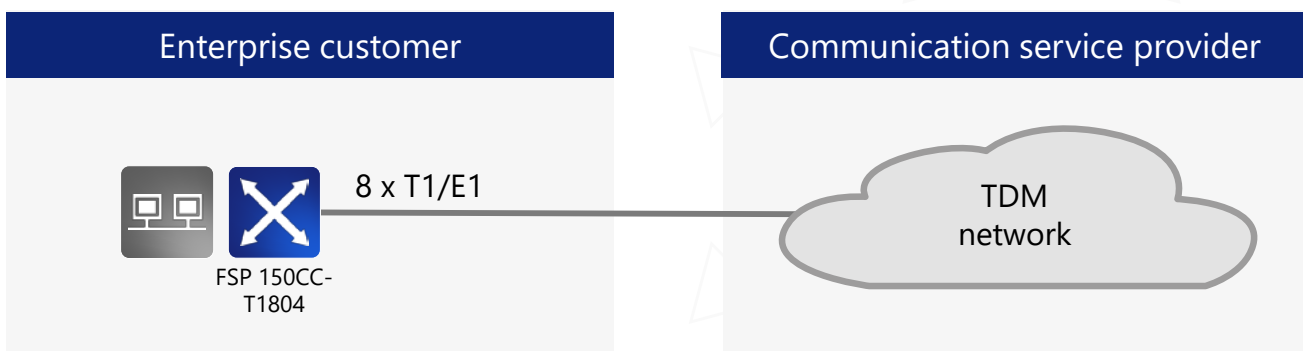 Enterprise customer
Communication service provider
8 x T1/E1
TDM
network
FSP 150CC-
T1804